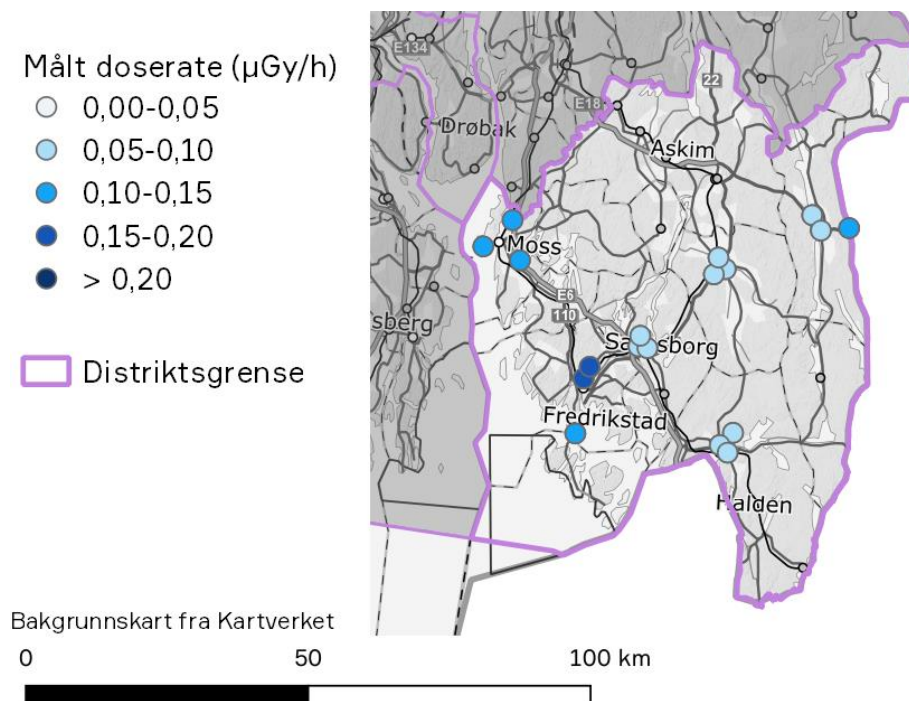 Målt doserate (µGy/h)
0,00-0,05
0,05-0,10
0,10-0,15
0,15-0,20
> 0,20
Distriktsgrense
E134
22
E18
Drøbak
Askim
Moss
E6
110
sberg
Fredrikstad
Halden
Bakgrunnskart fra Kartverket
0
50
100 km